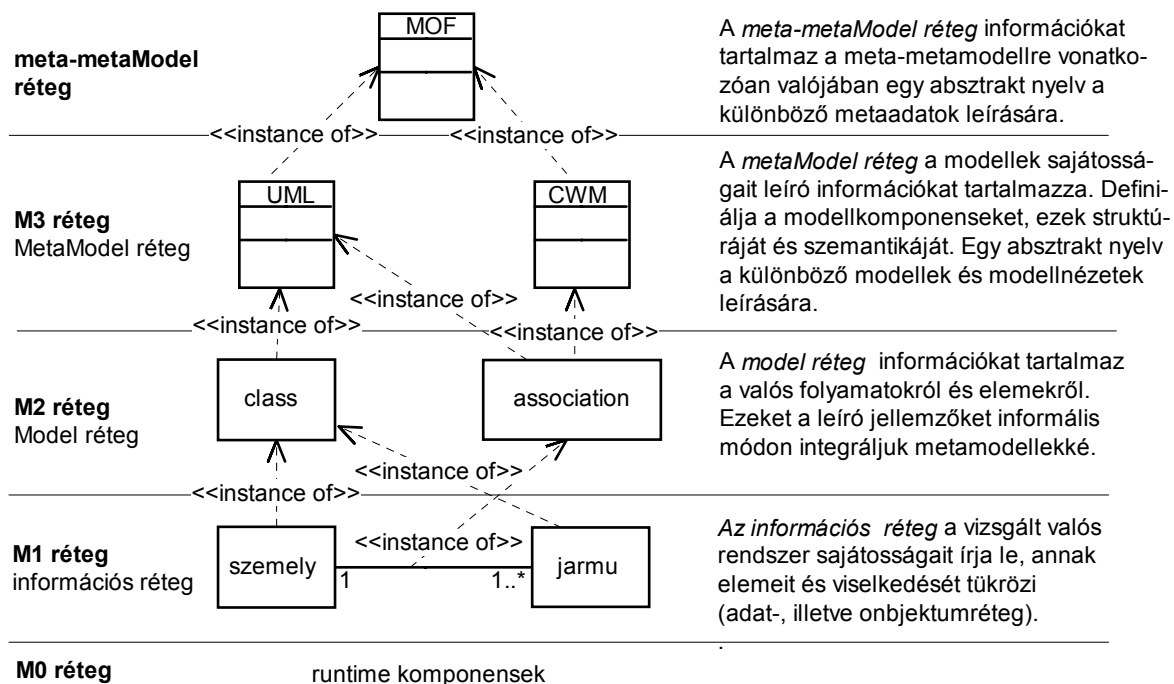 meta-metaModel
réteg
MOF
A meta-metaModel réteg információkat
tartalmaz a meta-metamodellre vonatko-
zóan valójában egy absztrakt nyelv a
különböző metaadatok leírására.
<<instance of>>
<<instance of>>
M3 réteg
MetaModel réteg
UML
CWM
A metaModel réteg a modellek sajátossá-
gait leíró információkat tartalmazza. Defini-
álja a modellkomponenseket, ezek struktú-
ráját és szemantikáját. Egy absztrakt nyelv
a különböző modellek és modellnézetek
leírására.
<<instance of>>
<<instance of>>
<<instance of>>
M2 réteg
Model réteg
class
association
A model réteg információkat tartalmaz
a valós folyamatokról és elemekről.
Ezeket a leíró jellemzőket informális
módon integráljuk metamodellekké.
<<instance of>>
<<instance of>>
<<instance of>>
M1 réteg
információs réteg
szemely
1
1..*
jarmu
Az információs réteg a vizsgált valós
rendszer sajátosságait írja le, annak
elemeit és viselkedését tükrözi
(adat-, illetve onbjektumréteg).
.
M0 réteg
runtime komponensek